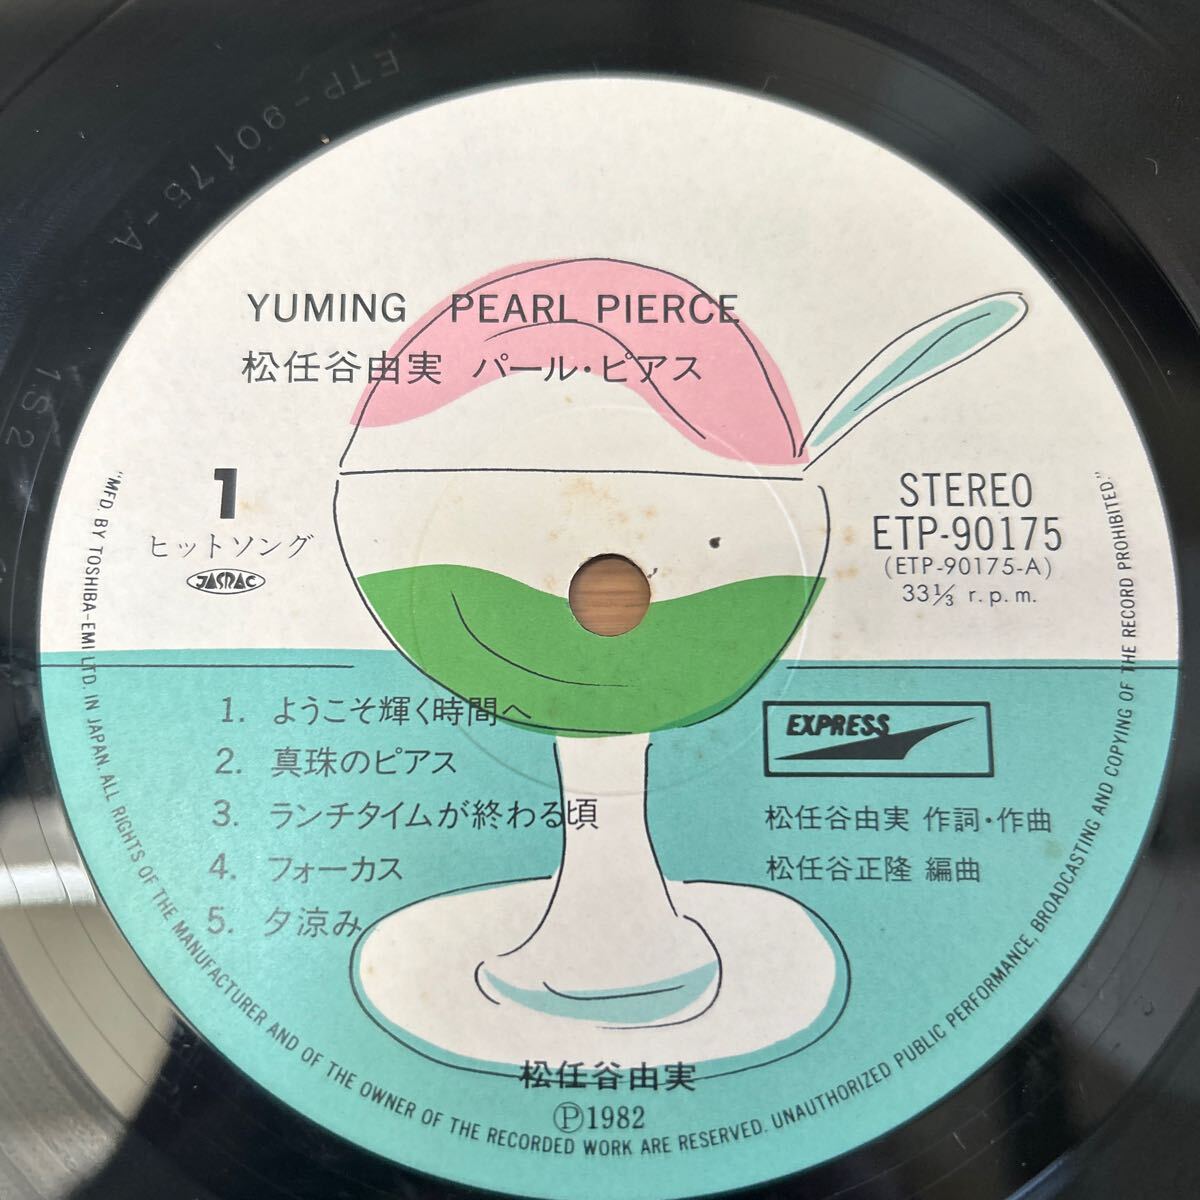 ETP-90175-A
1S2
YUMING PEARL PIERCE
松任谷由実 パール・ピアス
1
ヒットソング
JASRAC
STEREO
ETP-90175
(ETP-90175-A)
33⅓ r.p.m.
1. ようこそ輝く時間へ
2. 真珠のピアス
3. ランチタイムが終わる頃
4. フォーカス
5. 夕涼み
EXPRESS
松任谷由実 作詞・作曲
松任谷正隆 編曲
松任谷由実
Ⓟ1982
"MFD. BY TOSHIBA-EMI LTD. IN JAPAN ALL RIGHTS OF THE MANUFACTURER AND OF THE OWNER OF THE RECORDED WORK ARE RESERVED. UNAUTHORIZED PUBLIC PERFORMANCE, BROADCASTING AND COPYING OF THE RECORD PROHIBITED."